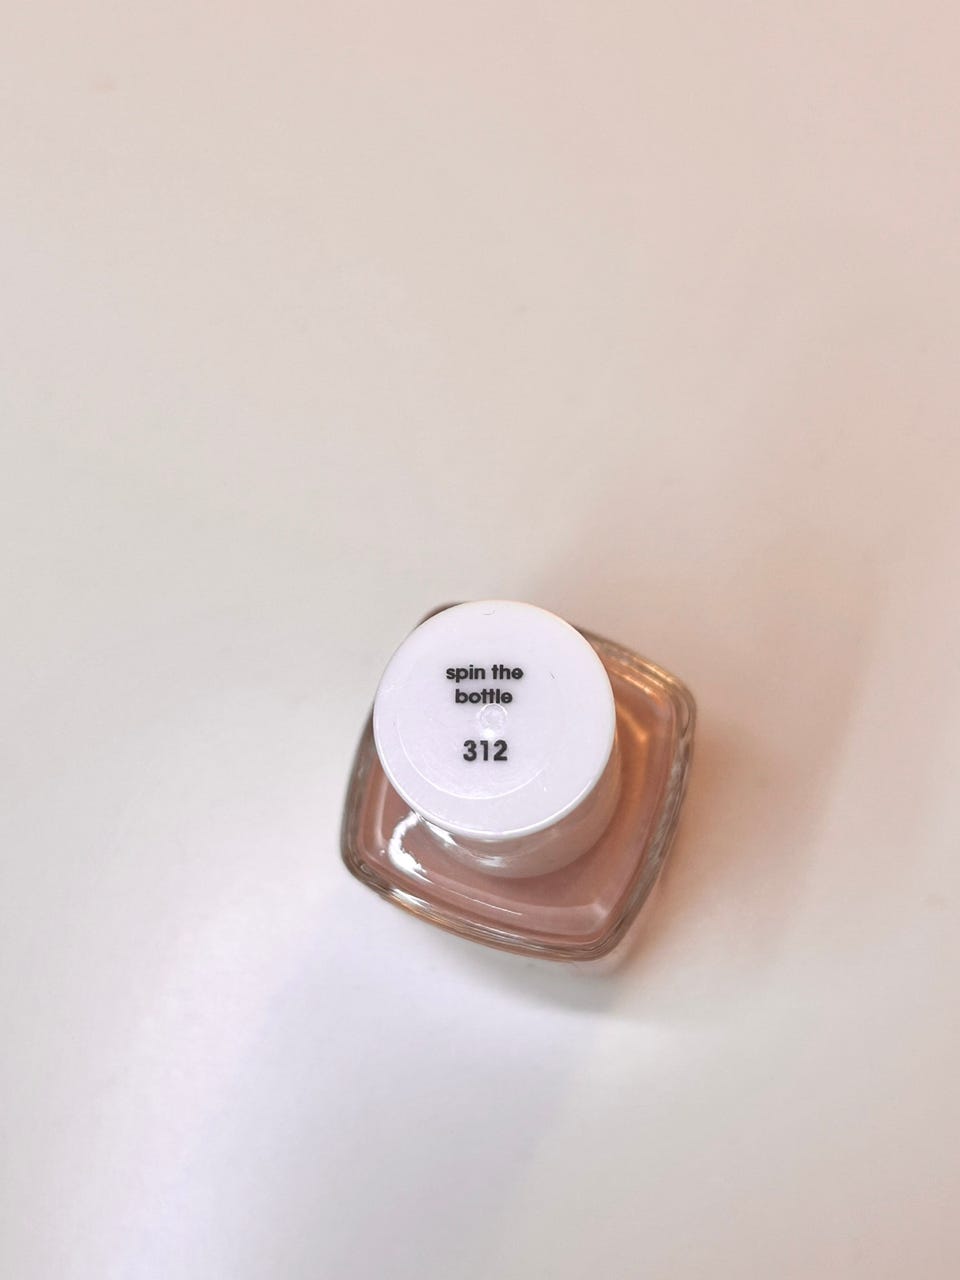 spin the
bottle
312